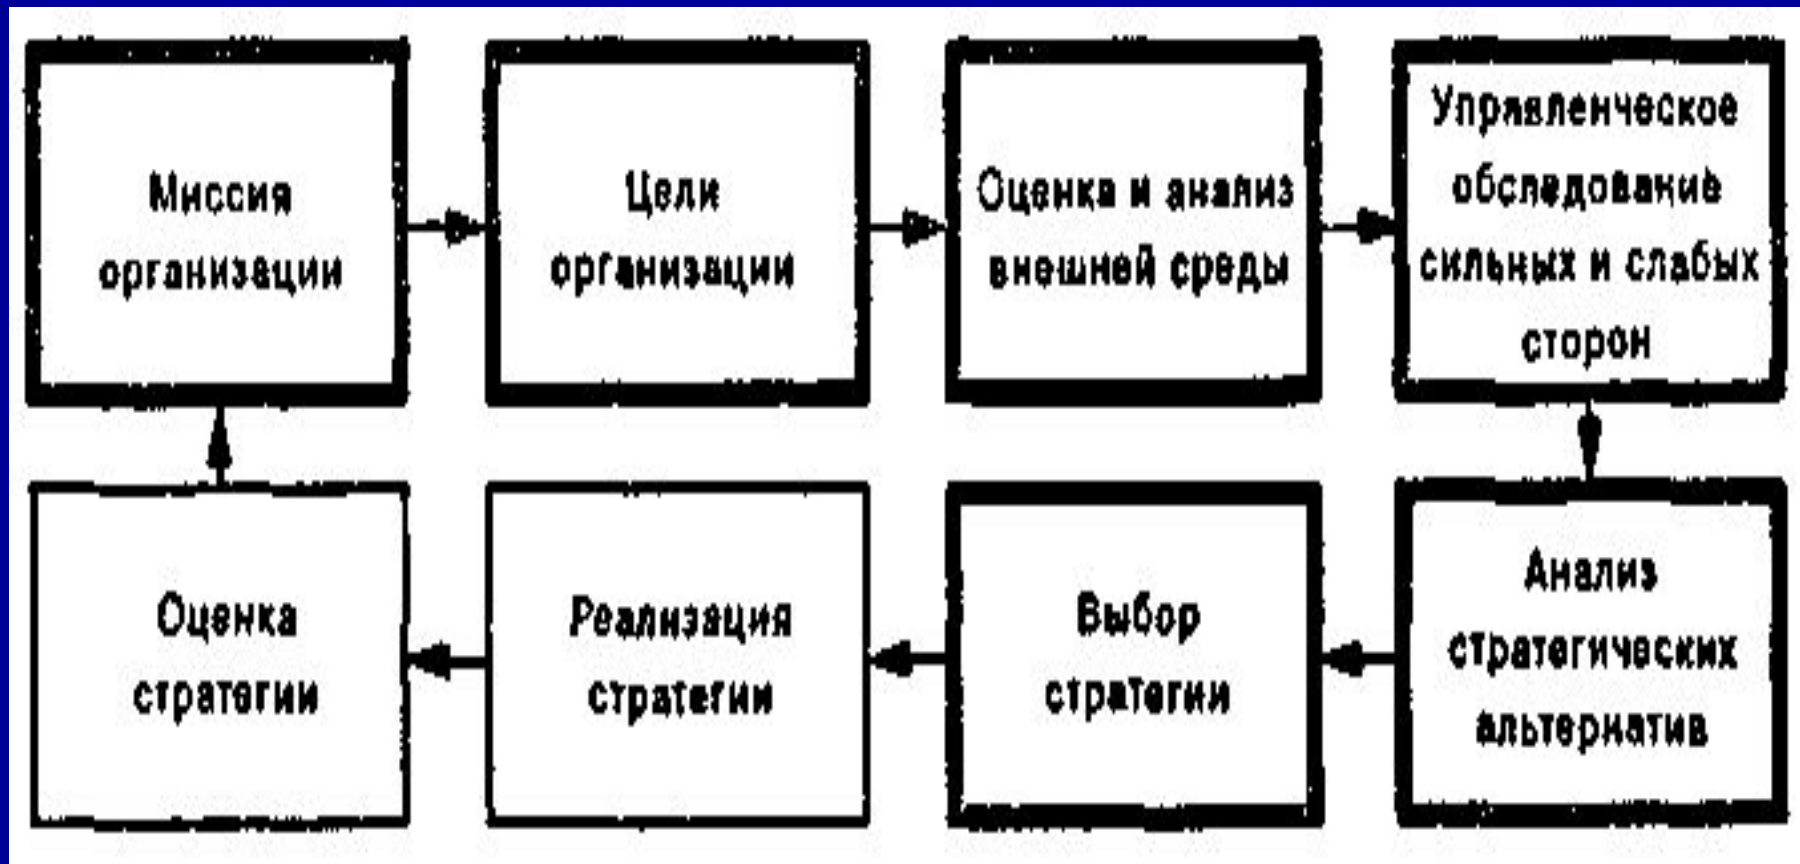 Миссия
организации
Цели
организации
Оценка и анализ
внешней среды
Управленческое
обследование
сильных и слабых
сторон
Оценка
стратегии
Реализация
стратегии
Выбор
стратегии
Анализ
стратегических
альтернатив